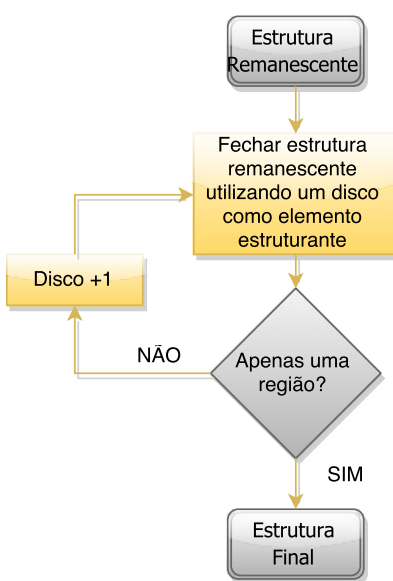 Estrutura
Remanescente
Fechar estrutura
remanescente
utilizando um disco
como elemento
estruturante
Disco +1
NÃO
Apenas uma
região?
SIM
Estrutura
Final